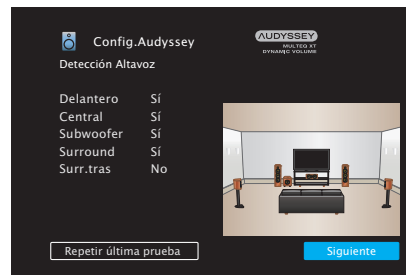 Config.Audyssey
AUDYSSEY
MULTEQ XT
DYNAMIC VOLUME
Detección Altavoz
Delantero Sí
Central Sí
Subwoofer Sí
Surround Sí
Surr.tras No
Repetir última prueba
Siguiente